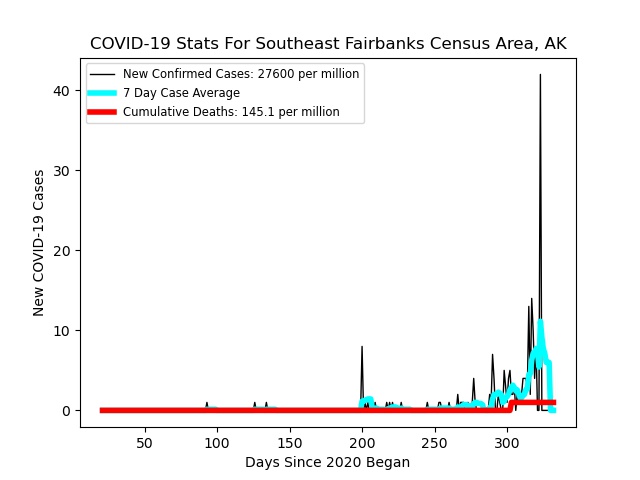 COVID-19 Stats For Southeast Fairbanks Census Area, AK
New Confirmed Cases: 27600 per million
7 Day Case Average
Cumulative Deaths: 145.1 per million
New COVID-19 Cases
40
30
20
10
0
50 100 150 200 250 300
Days Since 2020 Began